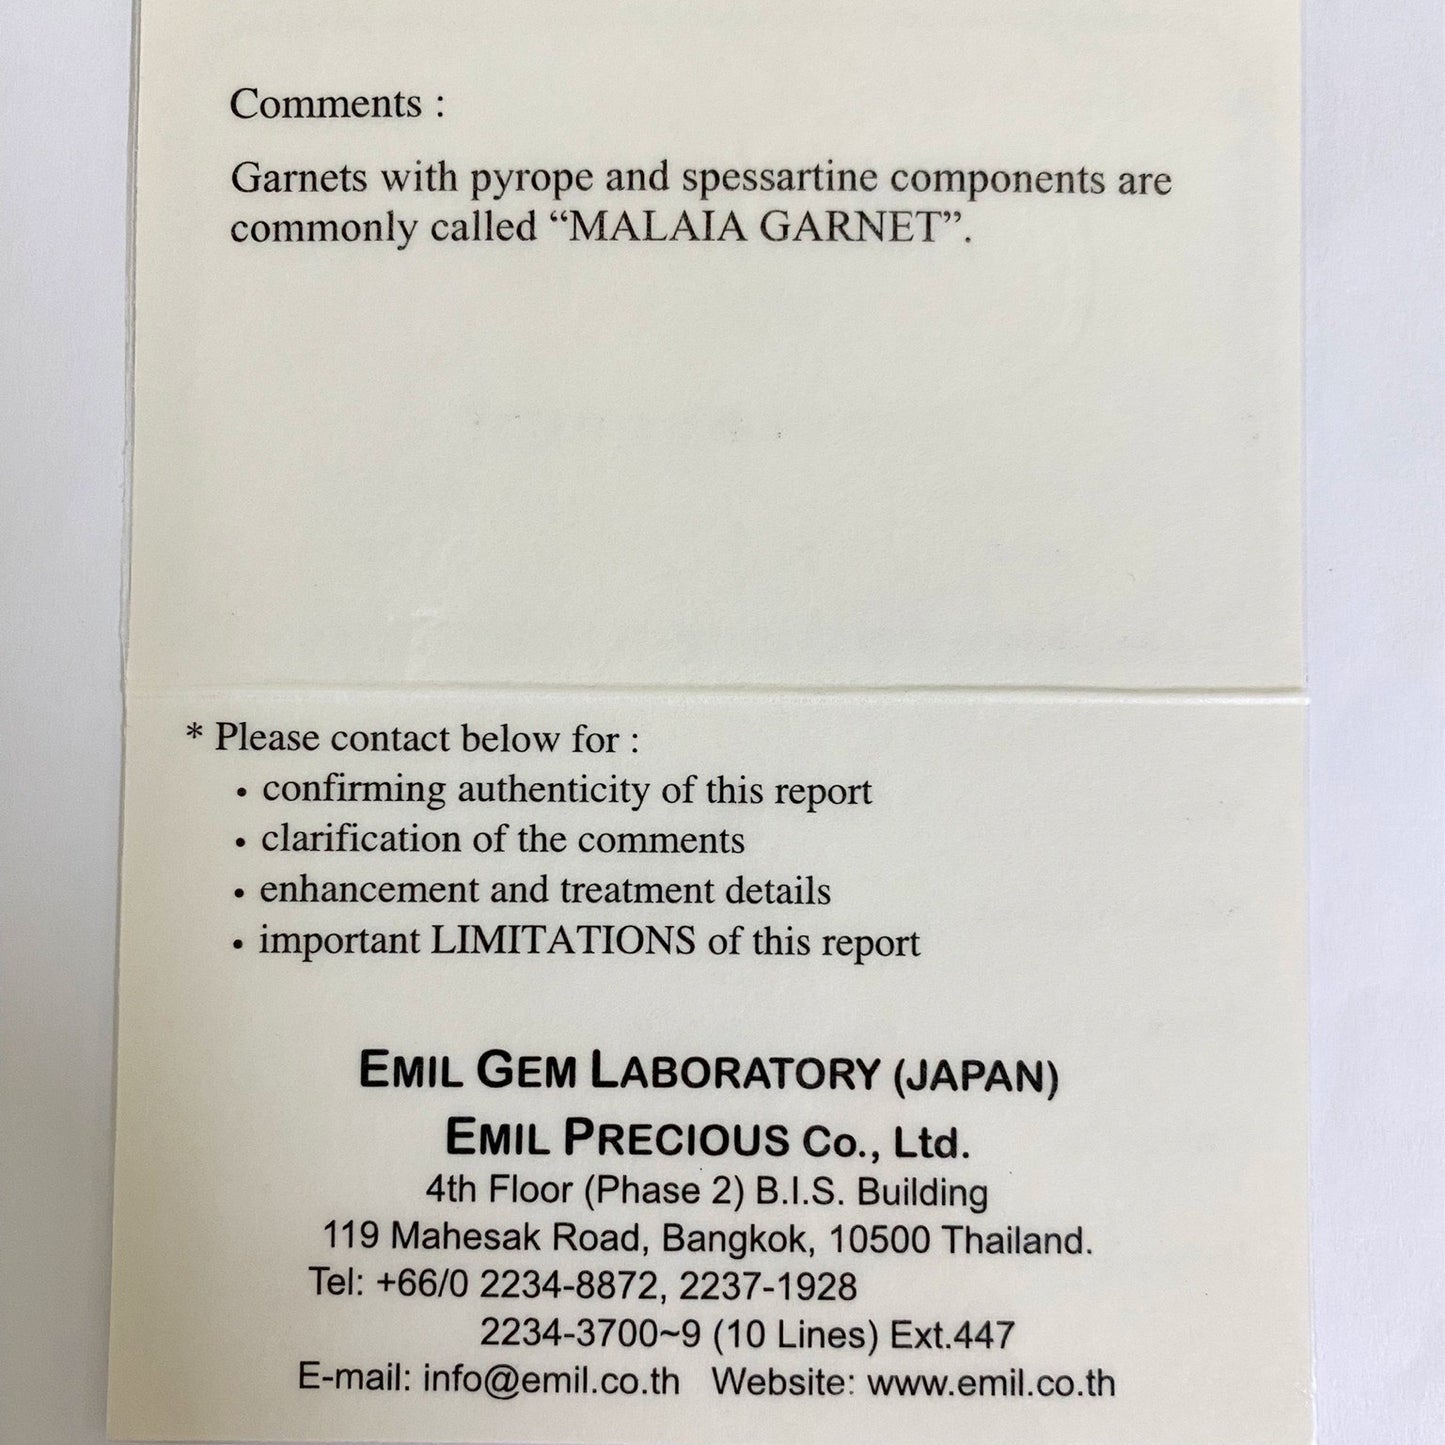 Comments :
Garnets with pyrope and spessartine components are
commonly called “MALAIA GARNET”.
* Please contact below for :
• confirming authenticity of this report
• clarification of the comments
• enhancement and treatment details
• important LIMITATIONS of this report
EMIL GEM LABORATORY (JAPAN)
EMIL PRECIOUS Co., Ltd.
4th Floor (Phase 2) B.I.S. Building
119 Mahesak Road, Bangkok, 10500 Thailand.
Tel: +66/0 2234-8872, 2237-1928
2234-3700~9 (10 Lines) Ext.447
E-mail: info@emil.co.th Website: www.emil.co.th